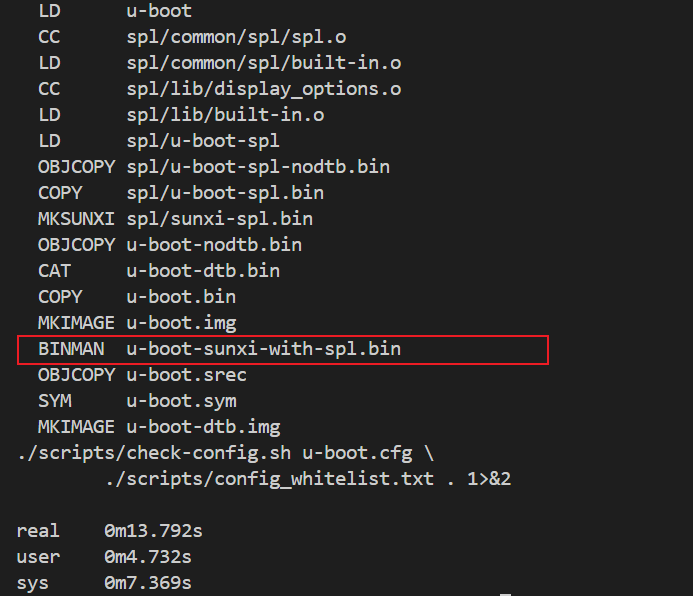 LD      u-boot
CC      spl/common/spl/spl.o
LD      spl/common/spl/built-in.o
CC      spl/lib/display_options.o
LD      spl/lib/built-in.o
LD      spl/u-boot-spl
OBJCOPY spl/u-boot-spl-nodtb.bin
COPY    spl/u-boot-spl.bin
MKSUNXI spl/sunxi-spl.bin
OBJCOPY u-boot-nodtb.bin
CAT     u-boot-dtb.bin
COPY    u-boot.bin
MKIMAGE u-boot.img
BINMAN  u-boot-sunxi-with-spl.bin
OBJCOPY u-boot.srec
SYM     u-boot.sym
MKIMAGE u-boot-dtb.img
./scripts/check-config.sh u-boot.cfg \
        ./scripts/config_whitelist.txt . 1>&2
real    0m13.792s
user    0m4.732s
sys     0m7.369s